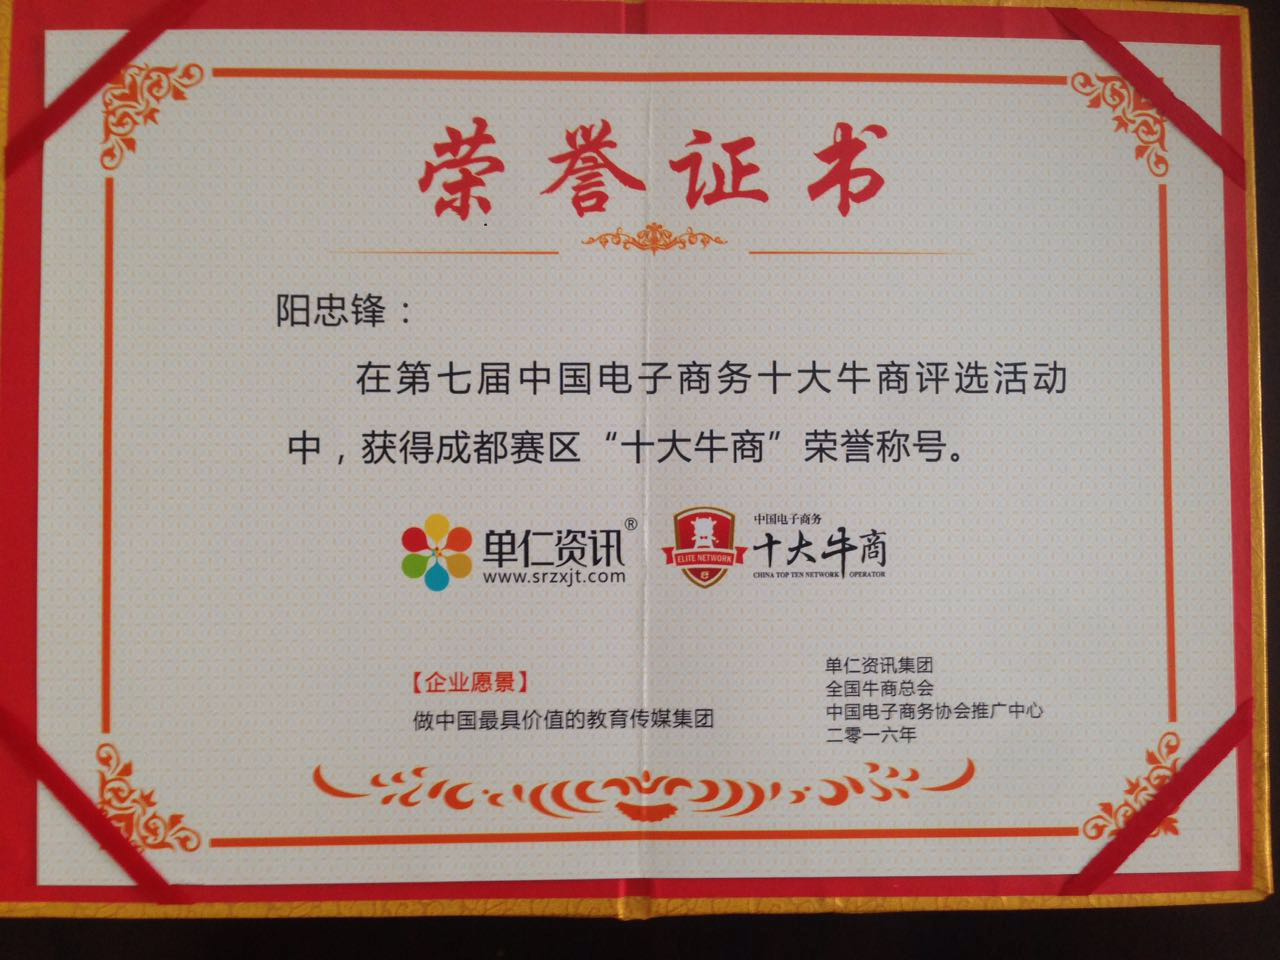 荣誉证书
阳忠锋：
在第七届中国电子商务十大牛商评选活动
中，获得成都赛区“十大牛商”荣誉称号。
单仁资讯®
www.srzxjt.com
ELITE NETWORK
e
中国电子商务
十大牛商
CHINA TOP TEN NETWORK OPERATOR
【企业愿景】
做中国最具价值的教育传媒集团
单仁资讯集团
全国牛商总会
中国电子商务协会推广中心
二零一六年